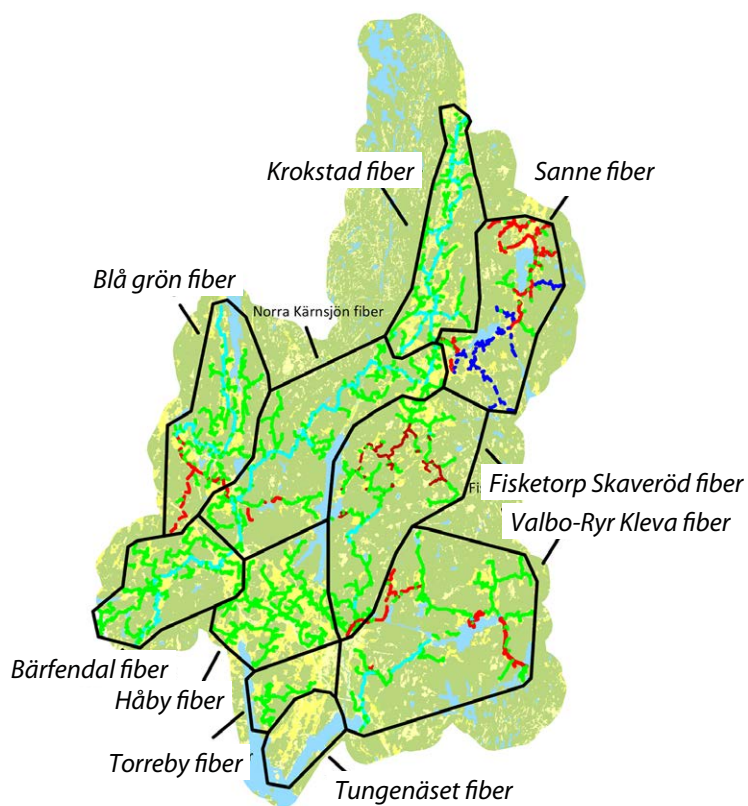 Krokstad fiber
Sanne fiber
Blå grön fiber
Norra Kärnsjön fiber
Fisketorp Skaveröd fiber
Valbo-Ryr Kleva fiber
Bärfendal fiber
Håby fiber
Torreby fiber
Tungenäset fiber